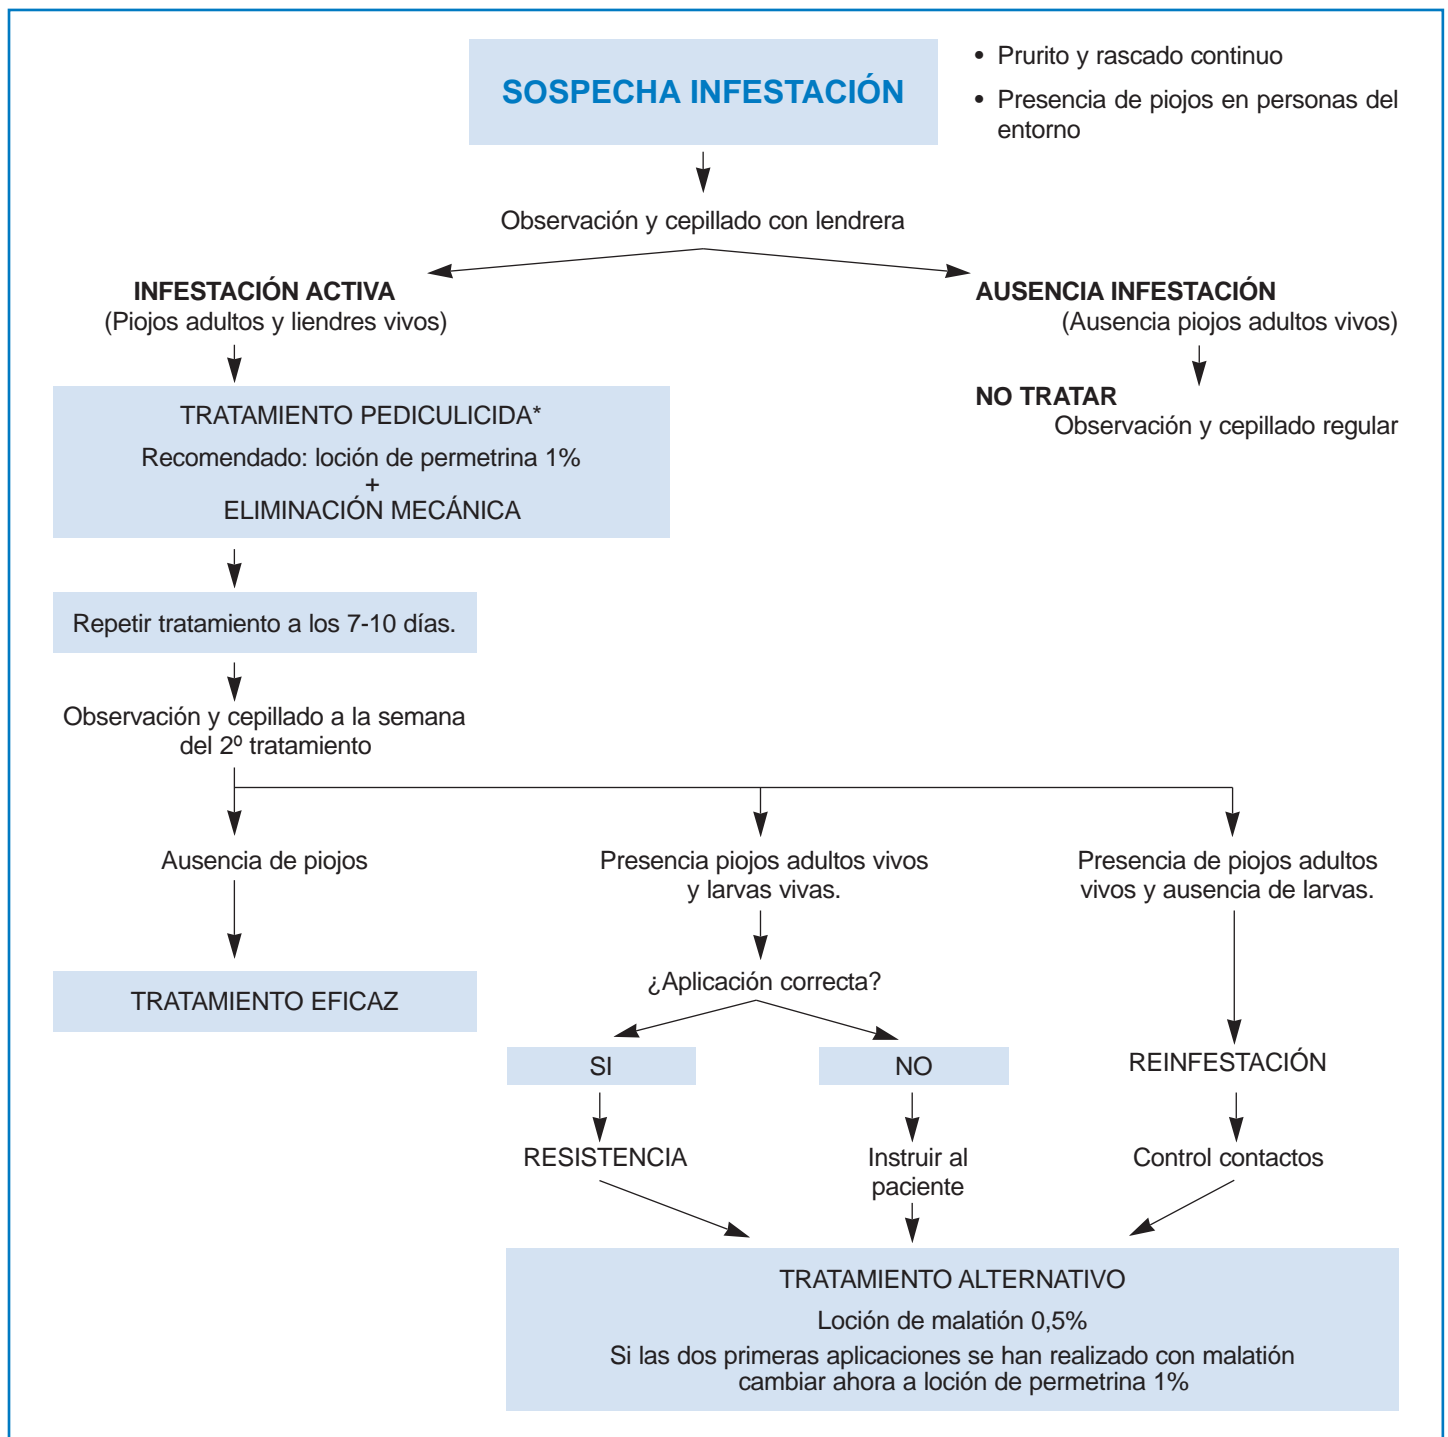 SOSPECHA INFESTACIÓN
• Prurito y rascado continuo
• Presencia de piojos en personas del
entorno
Observación y cepillado con lendrera
INFESTACIÓN ACTIVA
(Piojos adultos y liendres vivos)
AUSENCIA INFESTACIÓN
(Ausencia piojos adultos vivos)
NO TRATAR
Observación y cepillado regular
TRATAMIENTO PEDICULICIDA*
Recomendado: loción de permetrina 1%
+
ELIMINACIÓN MECÁNICA
Repetir tratamiento a los 7-10 días.
Observación y cepillado a la semana
del 2º tratamiento
Ausencia de piojos
TRATAMIENTO EFICAZ
Presencia piojos adultos vivos
y larvas vivas.
¿Aplicación correcta?
SI
RESISTENCIA
NO
Instruir al
paciente
Presencia de piojos adultos
vivos y ausencia de larvas.
REINFESTACIÓN
Control contactos
TRATAMIENTO ALTERNATIVO
Loción de malatión 0,5%
Si las dos primeras aplicaciones se han realizado con malatión
cambiar ahora a loción de permetrina 1%